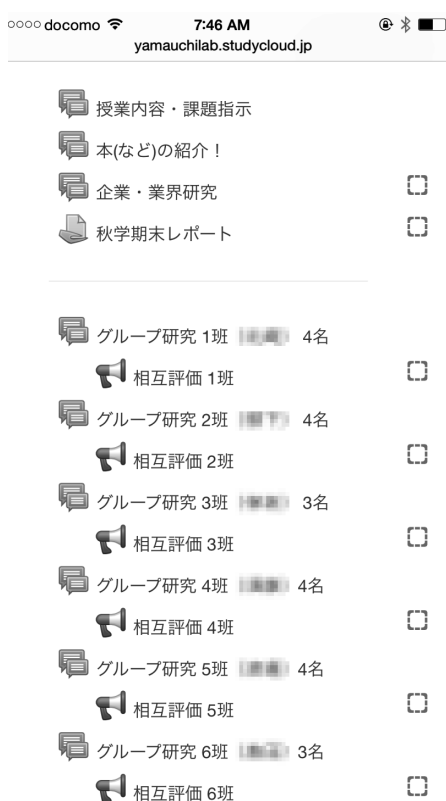 docomo 7:46 AM
yamauchilab.studycloud.jp
授業内容・課題指示
本(など)の紹介！
企業・業界研究
秋学期末レポート
グループ研究 1班 4名
相互評価 1班
グループ研究 2班 4名
相互評価 2班
グループ研究 3班 3名
相互評価 3班
グループ研究 4班 4名
相互評価 4班
グループ研究 5班 4名
相互評価 5班
グループ研究 6班 3名
相互評価 6班